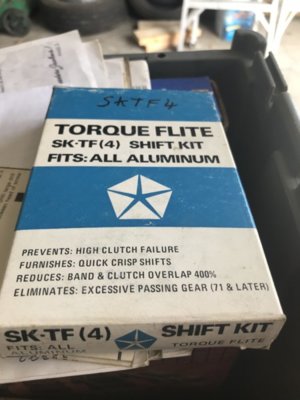 SKTF4
TORQUE FLITE
SK-TF (4) SHIFT KIT
FITS: ALL ALUMINUM
PREVENTS: HIGH CLUTCH FAILURE
FURNISHES: QUICK CRISP SHIFTS
REDUCES: BAND & CLUTCH OVERLAP 400%
ELIMINATES: EXCESSIVE PASSING GEAR (71 & LATER)
SK-TF (4) SHIFT KIT
FITS: ALL TORQUE FLITE
ALUMINUM